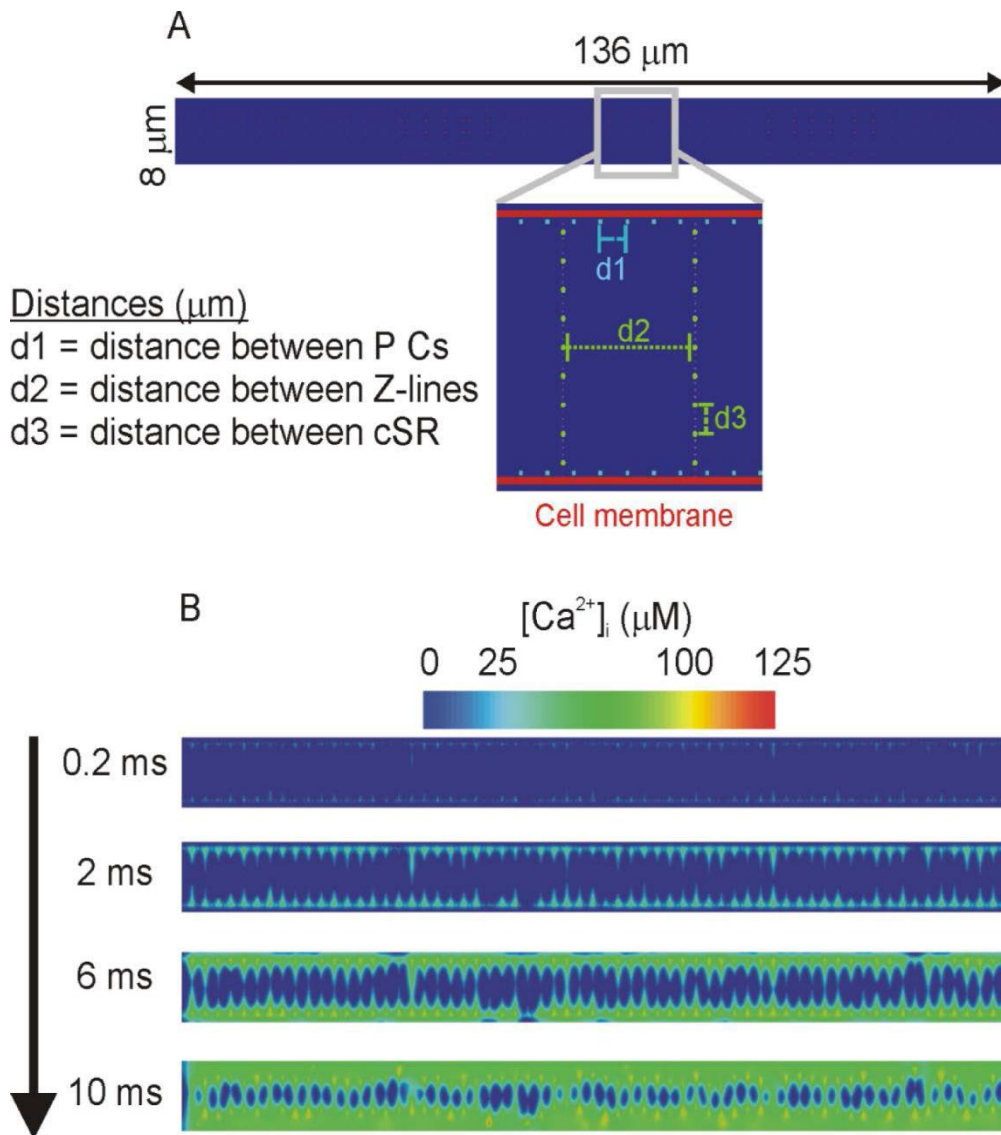 A
136 μm
8 μm
d1
d2
d3
Distances (μm)
d1 = distance between P Cs
d2 = distance between Z-lines
d3 = distance between cSR
Cell membrane
B
[Ca²⁺]ᵢ (μM)
0 25 100 125
0.2 ms
2 ms
6 ms
10 ms